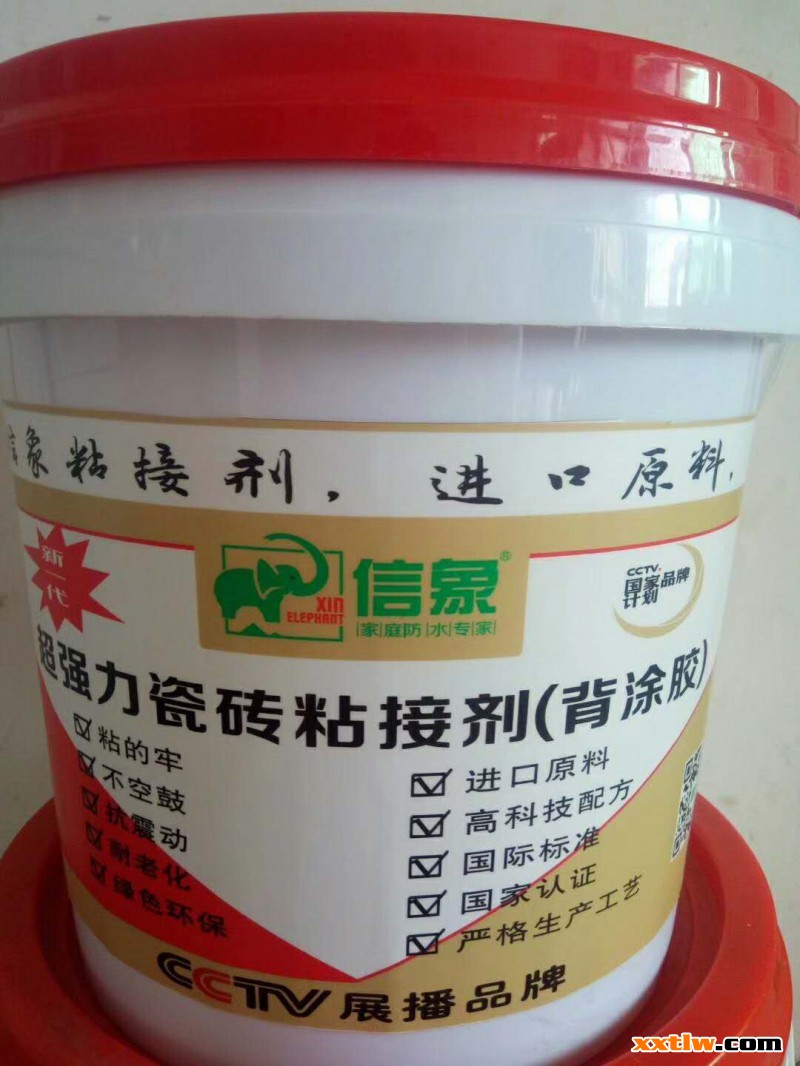 信象粘接剂，进口原料，
新一代
XIN
ELEPHANT
信象®
家庭防水专家
CCTV.
国家品牌
计划
超强力瓷砖粘接剂(背涂胶)
粘的牢
不空鼓
抗震动
耐老化
绿色环保
进口原料
高科技配方
国际标准
国家认证
严格生产工艺
CCTV展播品牌
xxtlw.com